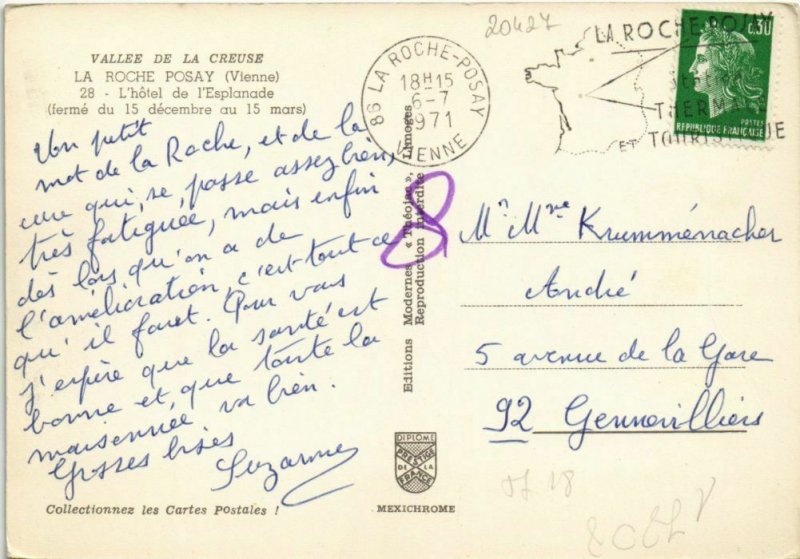 VALLEE DE LA CREUSE
LA ROCHE POSAY (Vienne)
28 - L'hôtel de l'Esplanade
(fermé du 15 décembre au 15 mars)
Un petit
mot de la Roche, et de la
cure qui, se, passe assez bien,
très fatiguée, mais enfin
dès lors qu'on a de
l'amélioration, c'est tout ce
qu'il faut. Pour vous
j'espère que la santé est
bonne et, que toute la
maisonnée va bien.
Grosses bises
Suzanne
Collectionnez les Cartes Postales !
Editions Modernes « Théojac », Limoges
Reproduction Interdite
8
DIPLOME
PRESTIGE
DE LA
FRANCE
MEXICHROME
20427
86 LA ROCHE-POSAY
18H15
6-7
1971
VIENNE
LA ROCHE POSAY
STATION
THERMALE
ET TOURISTIQUE
0,30
POSTES
REPUBLIQUE FRANÇAISE
Mr Mme Krumménacher
André
5 avenue de la Gare
92 Gennevilliers